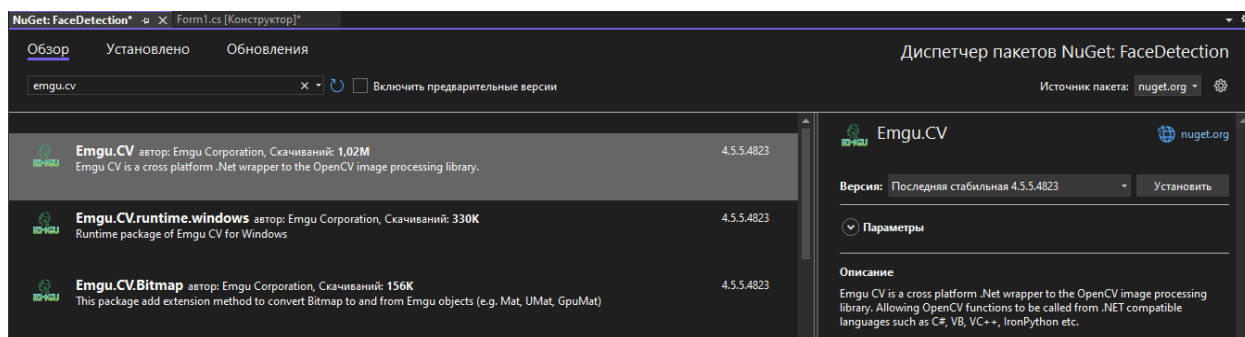 NuGet: FaceDetection* Form1.cs [Конструктор]*
Обзор Установлено Обновления
Диспетчер пакетов NuGet: FaceDetection
emgu.cv
Включить предварительные версии
Источник пакета: nuget.org
Emgu.CV автор: Emgu Corporation, Скачиваний: 1,02M
4.5.5.4823
Emgu CV is a cross platform .Net wrapper to the OpenCV image processing library.
Emgu.CV.runtime.windows автор: Emgu Corporation, Скачиваний: 330K
4.5.5.4823
Runtime package of Emgu CV for Windows
Emgu.CV.Bitmap автор: Emgu Corporation, Скачиваний: 156K
4.5.5.4823
This package add extension method to convert Bitmap to and from Emgu objects (e.g. Mat, UMat, GpuMat)
Emgu.CV
nuget.org
Версия: Последняя стабильная 4.5.5.4823
Установить
Параметры
Описание
Emgu CV is a cross platform .Net wrapper to the OpenCV image processing
library. Allowing OpenCV functions to be called from .NET compatible
languages such as C#, VB, VC++, IronPython etc.
EMGU
EMGU
EMGU
EMGU